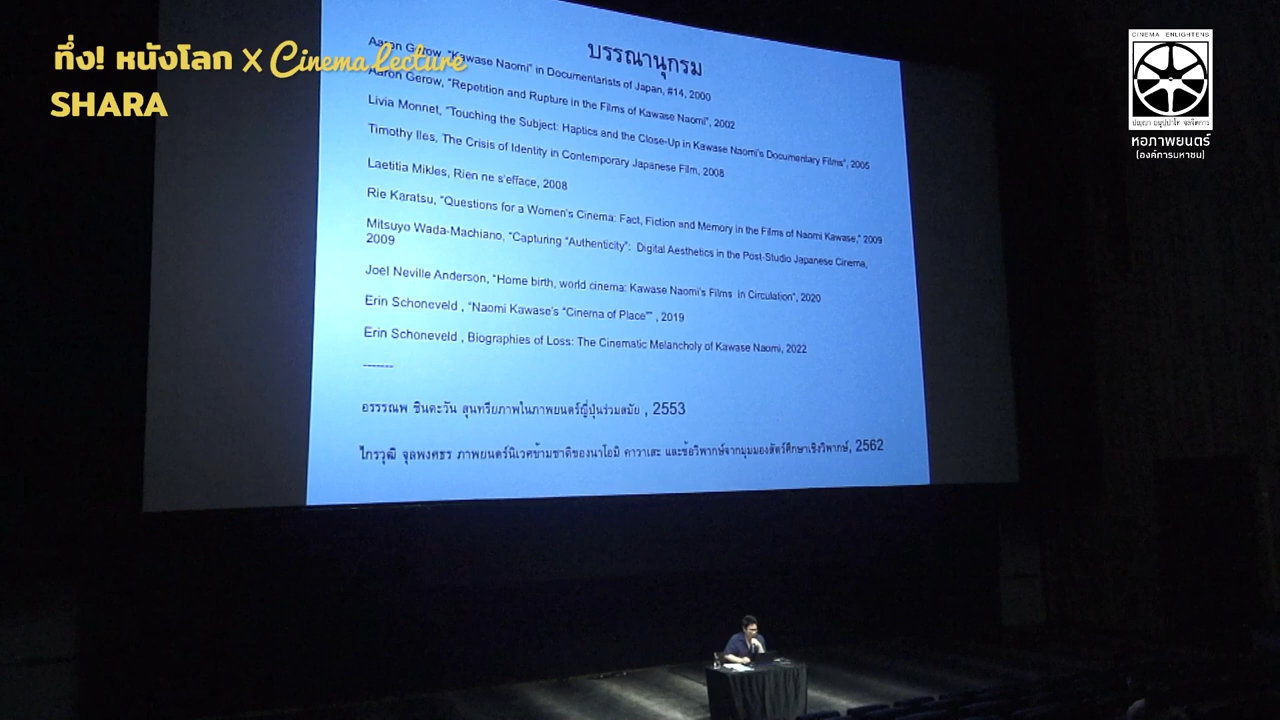 ทึ่ง! หนังโลก X Cinema Lecture
SHARA
CINEMA ENLIGHTENS
หอภาพยนตร์
(องค์การมหาชน)
บรรณานุกรม
Aaron Gerow, "Kawase Naomi" in Documentarists of Japan, #14, 2000
Aaron Gerow, "Repetition and Rupture in the Films of Kawase Naomi", 2002
Livia Monnet, "Touching the Subject: Haptics and the Close-Up in Kawase Naomi's Documentary Films", 2005
Timothy Iles, The Crisis of Identity in Contemporary Japanese Film, 2008
Laetitia Mikles, Rien ne s'efface, 2008
Rie Karatsu, "Questions for a Women's Cinema: Fact, Fiction and Memory in the Films of Naomi Kawase," 2009
Mitsuyo Wada-Machiano, "Capturing "Authenticity": Digital Aesthetics in the Post-Studio Japanese Cinema,
2009
Joel Neville Anderson, "Home birth, world cinema: Kawase Naomi's Films In Circulation", 2020
Erin Schoneveld , "Naomi Kawase's "Cinema of Place"" , 2019
Erin Schoneveld , Biographies of Loss: The Cinematic Melancholy of Kawase Naomi, 2022
-------
อรรรณพ ชินตะวัน สุนทรียภาพในภาพยนตร์ญี่ปุ่นร่วมสมัย , 2553
ไกรวุฒิ จุลพงศธร ภาพยนตร์นิเวศข้ามชาติของนาโอมิ คาวาเสะ และข้อวิพากษ์จากมุมมองสัตว์ศึกษาเชิงวิพากษ์, 2562